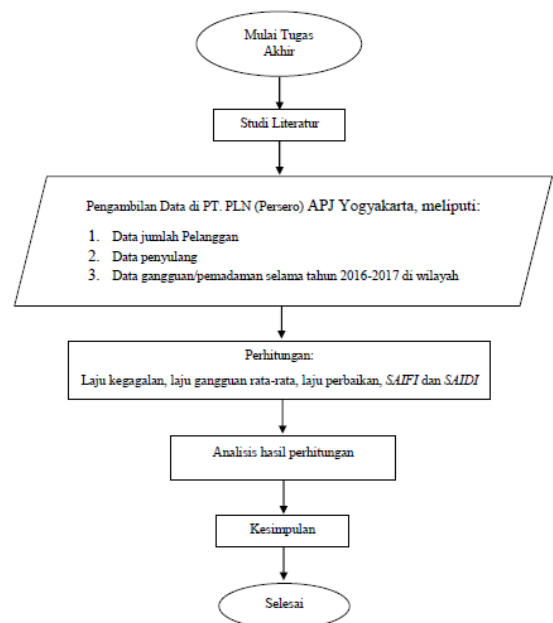 Mulai Tugas
Akhir
Studi Literatur
Pengambilan Data di PT. PLN (Persero) APJ Yogyakarta, meliputi:
1. Data jumlah Pelanggan
2. Data penyulang
3. Data gangguan/pemadaman selama tahun 2016-2017 di wilayah
Perhitungan:
Laju kegagalan, laju gangguan rata-rata, laju perbaikan, SAIFI dan SAIDI
Analisis hasil perhitungan
Kesimpulan
Selesai